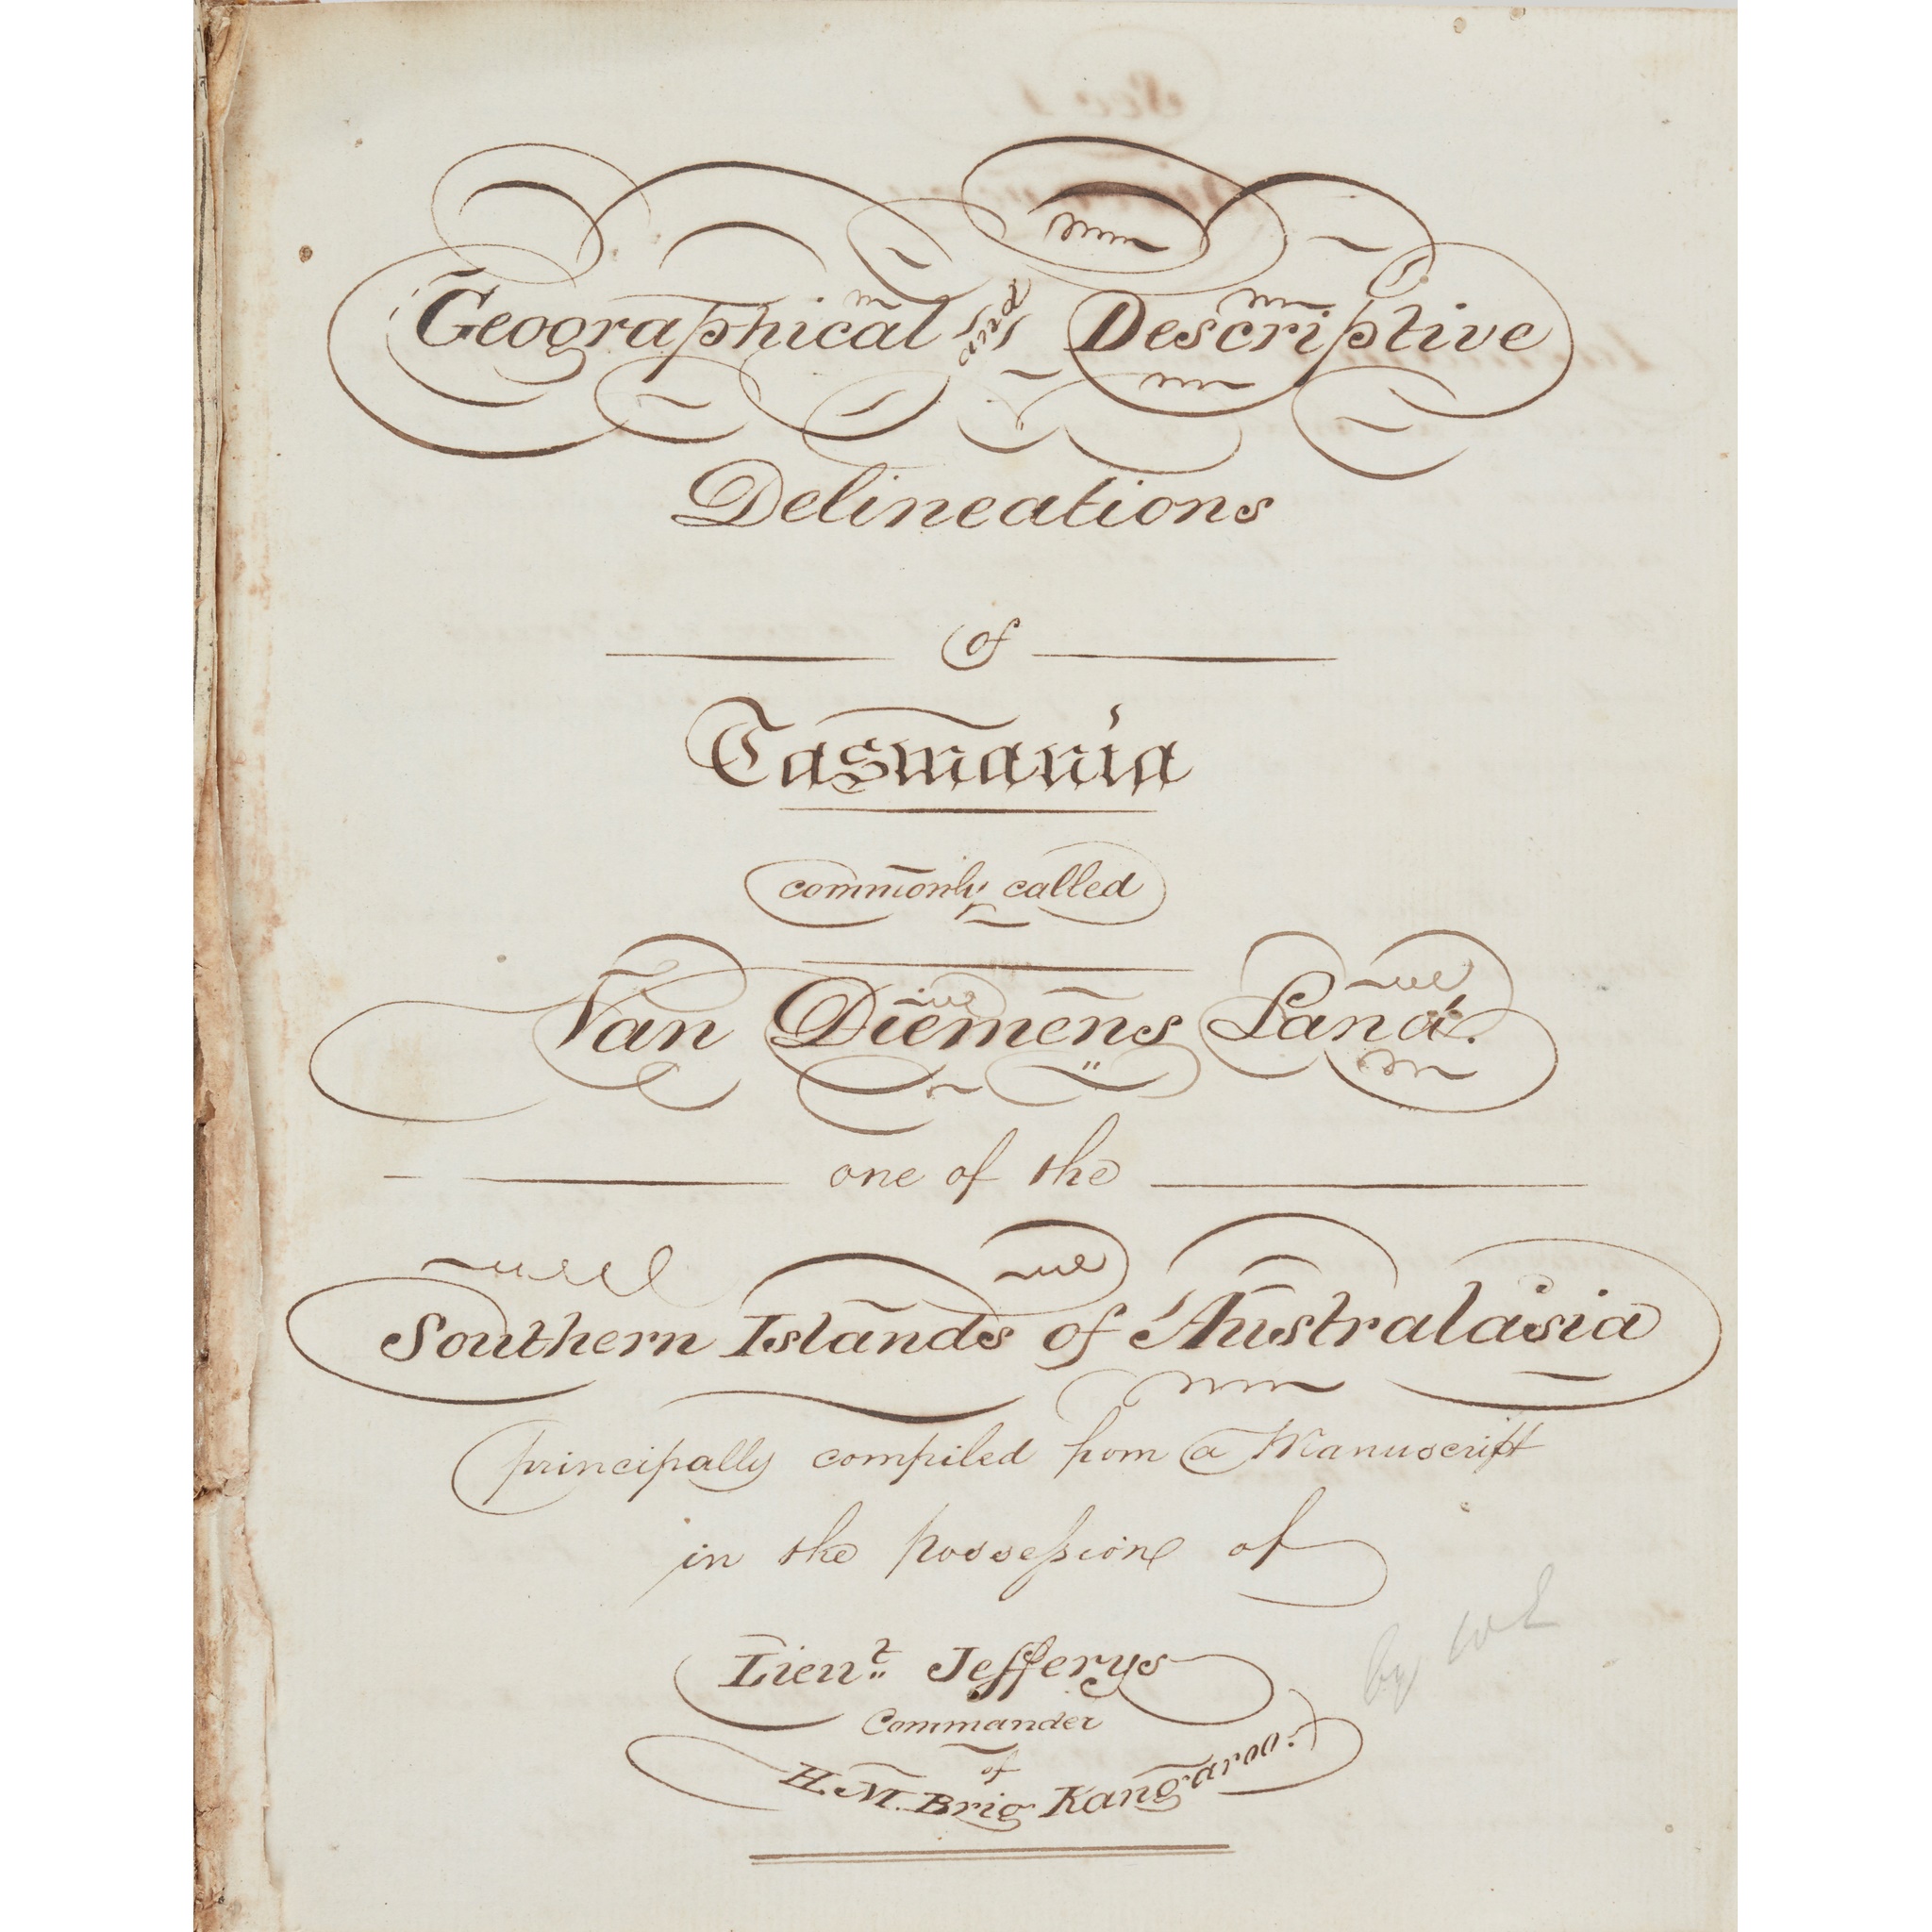 Geographical and Descriptive
Delineations
of
Tasmania
commonly called
Van Diemens Land.
one of the
Southern Islands of Australasia
principally compiled from a Manuscript
in the possession of
Lieut. Jefferys
Commander
of
H.M. Brig Kangaroo.
by